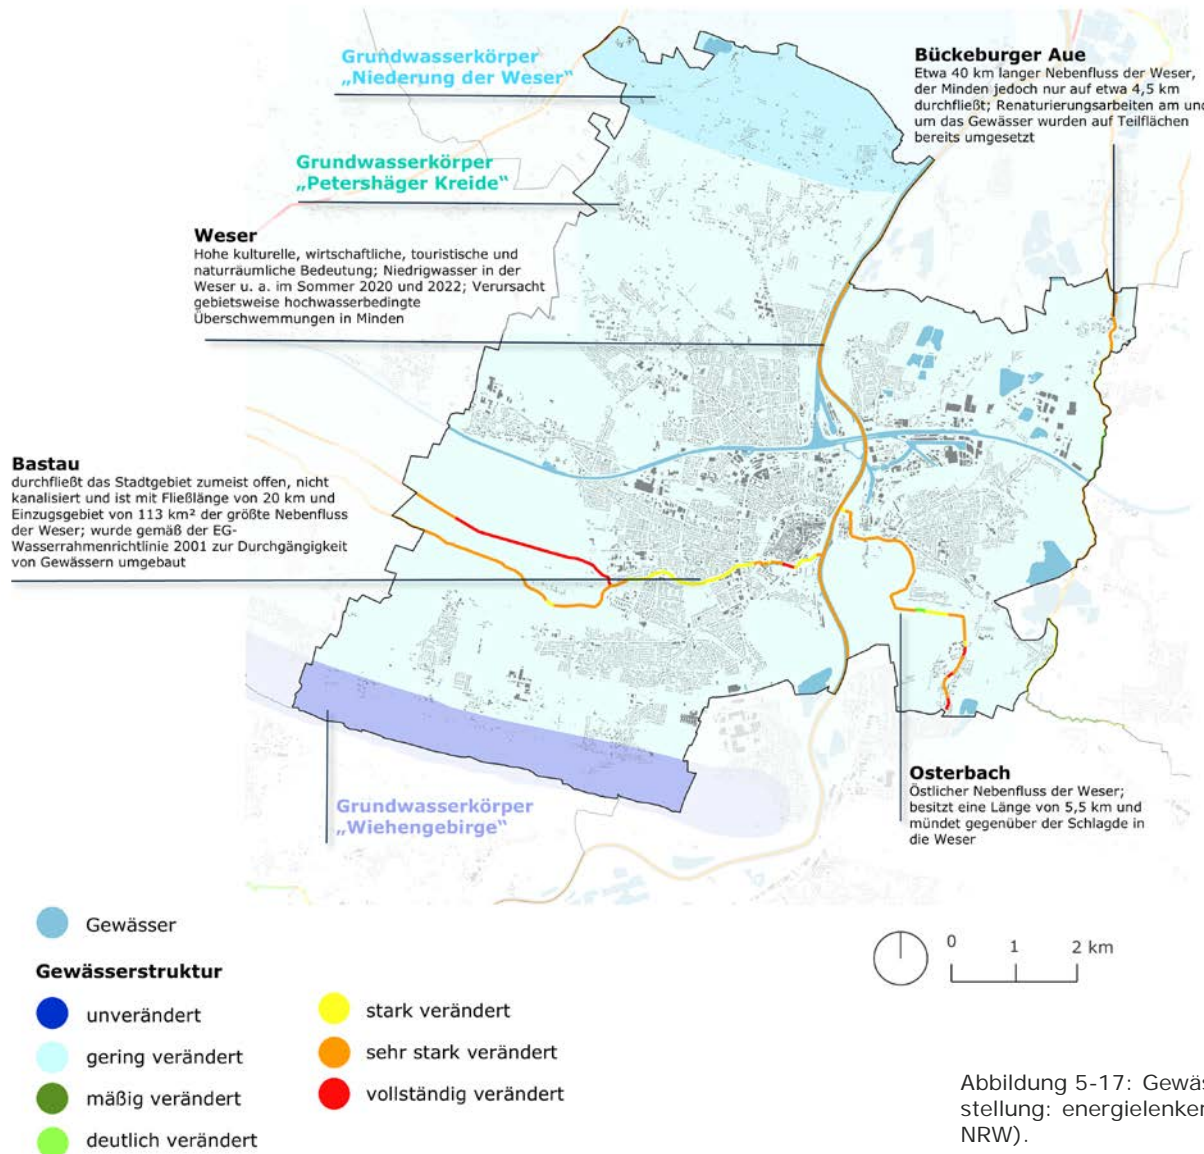 Grundwasserkörper
„Niederung der Weser“
Bückeburger Aue
Etwa 40 km langer Nebenfluss der Weser,
der Minden jedoch nur auf etwa 4,5 km
durchfließt; Renaturierungsarbeiten am und
um das Gewässer wurden auf Teilflächen
bereits umgesetzt
Grundwasserkörper
„Petershäger Kreide“
Weser
Hohe kulturelle, wirtschaftliche, touristische und
naturräumliche Bedeutung; Niedrigwasser in der
Weser u. a. im Sommer 2020 und 2022; Verursacht
gebietsweise hochwasserbedingte
Überschwemmungen in Minden
Bastau
durchfließt das Stadtgebiet zumeist offen, nicht
kanalisiert und ist mit Fließlänge von 20 km und
Einzugsgebiet von 113 km² der größte Nebenfluss
der Weser; wurde gemäß der EG-
Wasserrahmenrichtlinie 2001 zur Durchgängigkeit
von Gewässern umgebaut
Grundwasserkörper
„Wiehengebirge“
Osterbach
Östlicher Nebenfluss der Weser;
besitzt eine Länge von 5,5 km und
mündet gegenüber der Schlagde in
die Weser
Gewässer
Gewässerstruktur
unverändert
gering verändert
mäßig verändert
deutlich verändert
stark verändert
sehr stark verändert
vollständig verändert
0 1 2 km
Abbildung 5-17: Gewäs
stellung: energielenker
NRW).